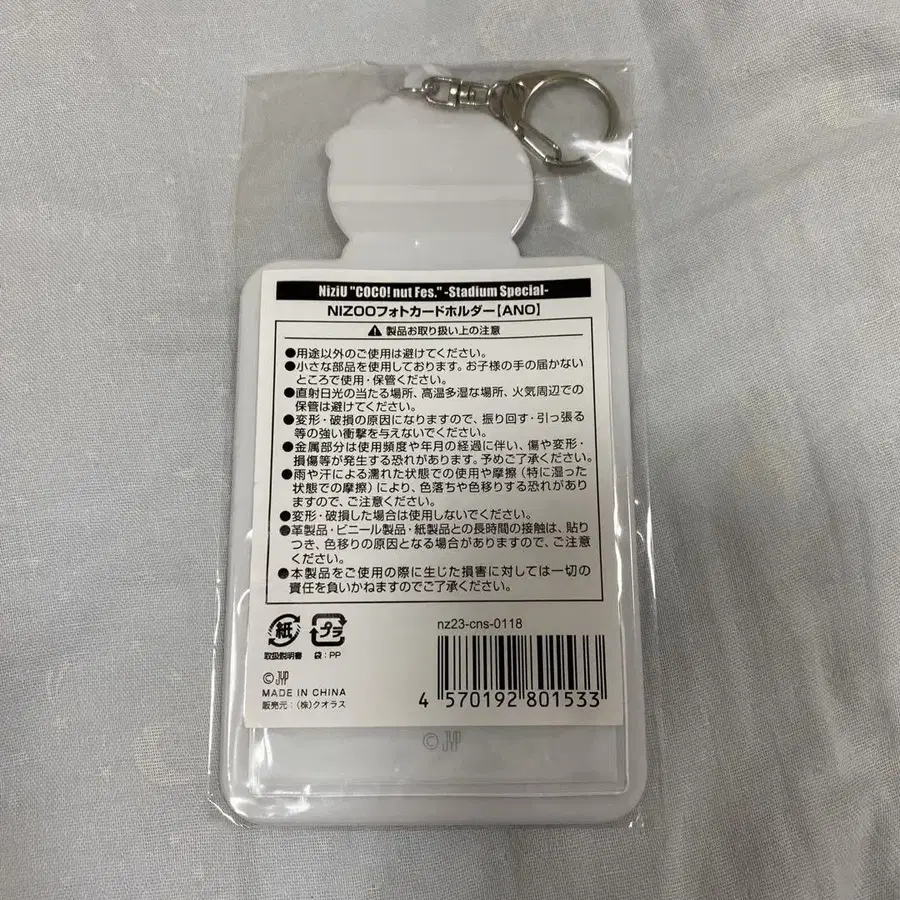 NiziU "COCO! nut Fes." -Stadium Special-
NIZOOフォトカードホルダー【ANO】
製品お取り扱い上の注意
●用途以外のご使用は避けてください。
●小さな部品を使用しております。お子様の手の届かない
ところで使用・保管ください。
●直射日光の当たる場所、高温多湿な場所、火気周辺での
保管は避けてください。
●変形・破損の原因になりますので、振り回す・引っ張る
等の強い衝撃を与えないでください。
●金属部分は使用頻度や年月の経過に伴い、傷や変形・
損傷等が発生する恐れがあります。予めご了承ください。
●雨や汗による濡れた状態での使用や摩擦（特に湿った
状態での摩擦）により、色落ちや色移りする恐れがあり
ますので、ご注意ください。
●変形・破損した場合は使用しないでください。
●革製品・ビニール製品・紙製品との長時間の接触は、貼り
つき、色移りの原因となる場合がありますので、ご注意
ください。
●本製品をご使用の際に生じた損害に対しては一切の
責任を負いかねますのでご了承ください。
紙 プラ
取扱説明書 袋：PP
nz23-cns-0118
©JYP
MADE IN CHINA
販売元：（株）クオラス
4 570192 801533
©JYP